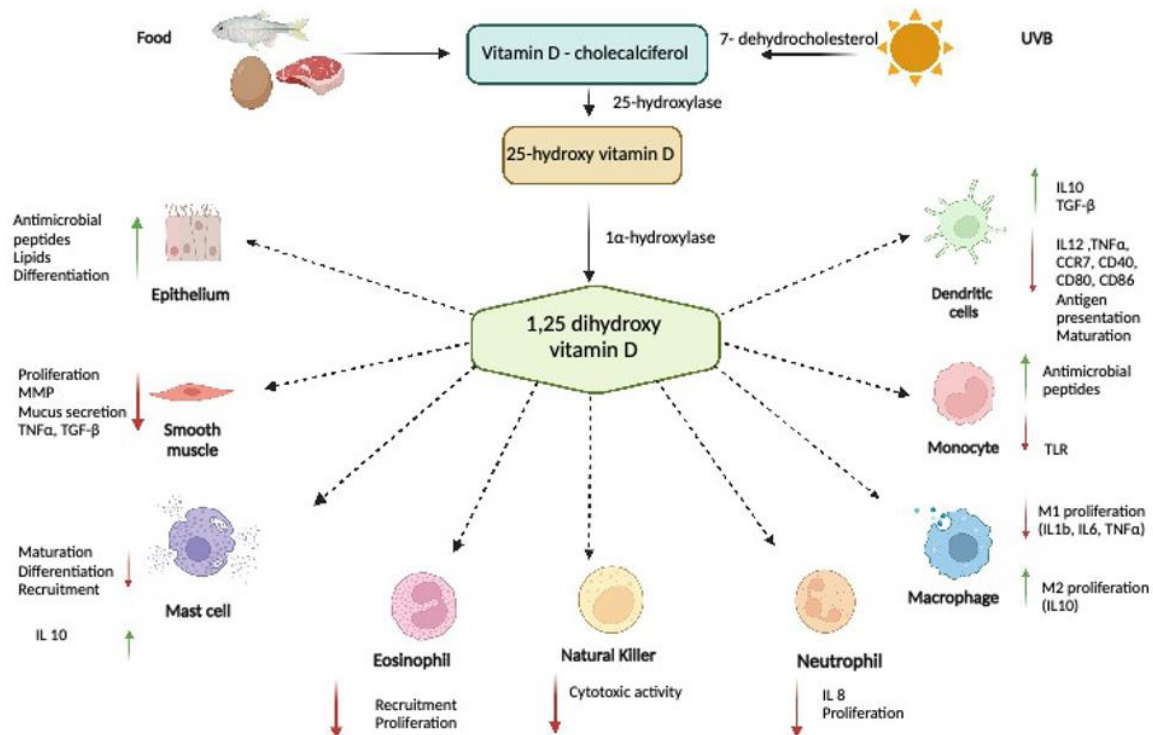 Food
Vitamin D - cholecalciferol
7- dehydrocholesterol
UVB
25-hydroxylase
25-hydroxy vitamin D
1α-hydroxylase
1,25 dihydroxy
vitamin D
Antimicrobial
peptides
Lipids
Differentiation
Epithelium
Proliferation
MMP
Mucus secretion
TNFα, TGF-β
Smooth
muscle
Maturation
Differentiation
Recruitment
IL 10
Mast cell
Eosinophil
Recruitment
Proliferation
Natural Killer
Cytotoxic activity
Neutrophil
IL 8
Proliferation
IL10
TGF-β
IL12 ,TNFα,
CCR7, CD40,
CD80, CD86
Antigen
presentation
Maturation
Dendritic
cells
Antimicrobial
peptides
TLR
Monocyte
M1 proliferation
(IL1b, IL6, TNFα)
M2 proliferation
(IL10)
Macrophage